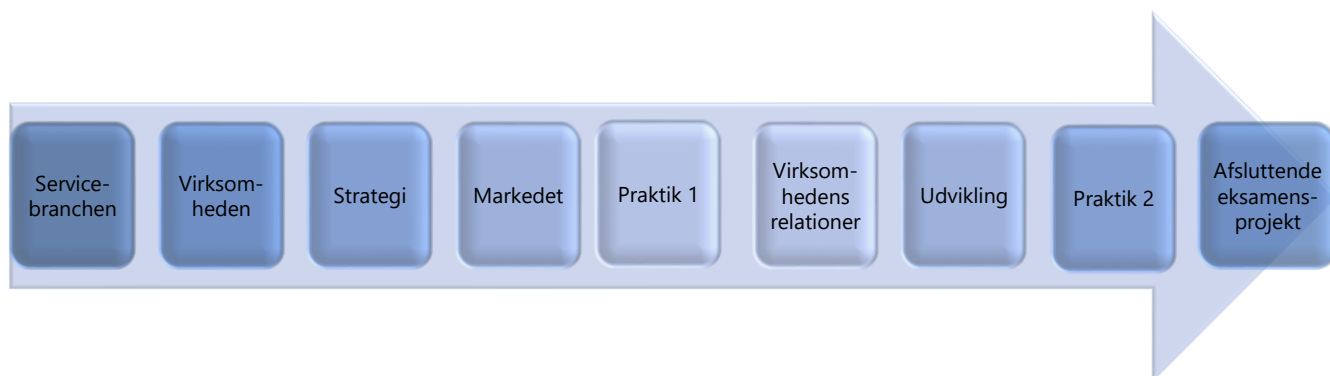 Service-
branchen
Virksom-
heden
Strategi
Markedet
Praktik 1
Virksom-
hedens
relationer
Udvikling
Praktik 2
Afsluttende
eksamens-
projekt